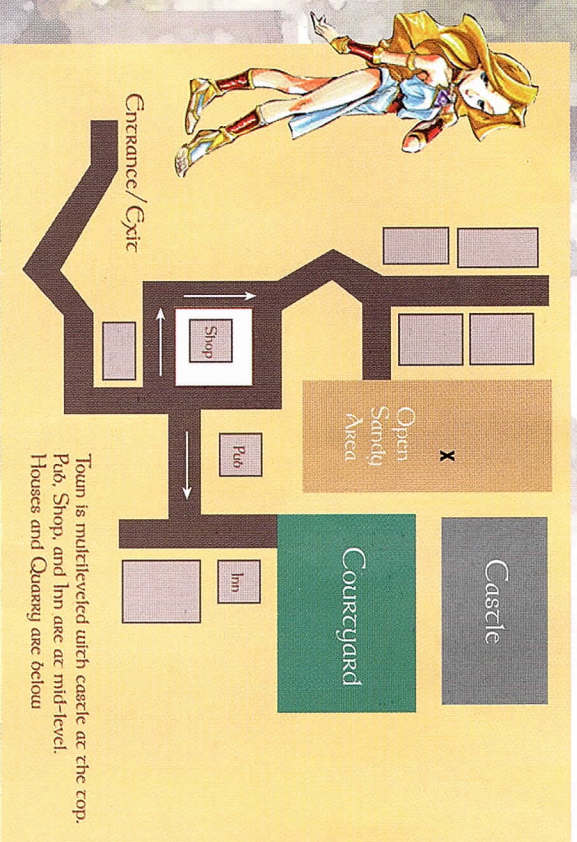 Entrance/Exit
Shop
Open
Sandy
Area
X
Pub
Castle
Courtyard
Inn
Town is multileveled with castle at the top.
Pub, Shop, and Inn are at mid-level.
Houses and Quarry are below